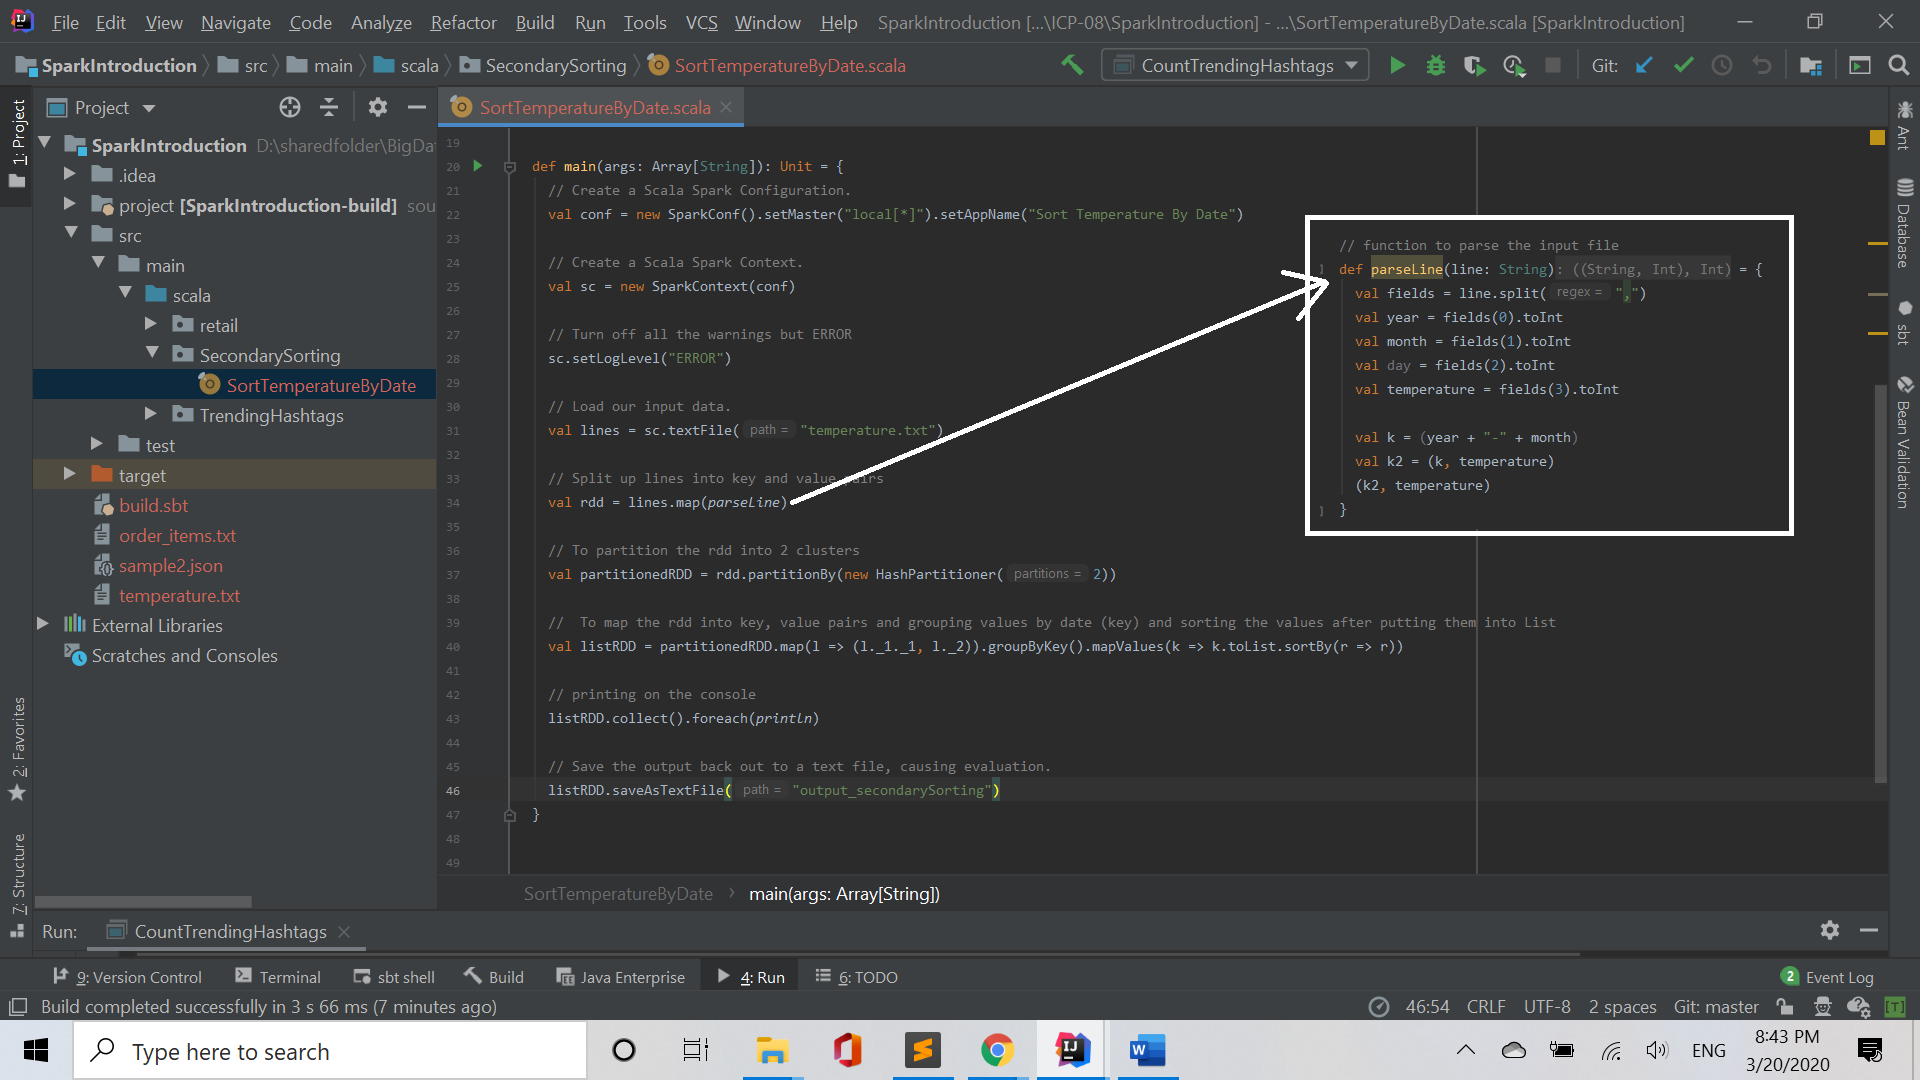 File Edit View Navigate Code Analyze Refactor Build Run Tools VCS Window Help SparkIntroduction [...\ICP-08\SparkIntroduction] - ...\SortTemperatureByDate.scala [SparkIntroduction]
SparkIntroduction src main scala SecondarySorting SortTemperatureByDate.scala CountTrendingHashtags Git:
Project
SortTemperatureByDate.scala
1: Project
SparkIntroduction D:\sharedfolder\BigDat
.idea
project [SparkIntroduction-build] sou
src
main
scala
retail
SecondarySorting
SortTemperatureByDate
TrendingHashtags
test
target
build.sbt
order_items.txt
sample2.json
temperature.txt
External Libraries
Scratches and Consoles
2: Favorites
Z: Structure
19
20 def main(args: Array[String]): Unit = {
21 // Create a Scala Spark Configuration.
22 val conf = new SparkConf().setMaster("local[*]").setAppName("Sort Temperature By Date")
23
24 // Create a Scala Spark Context.
25 val sc = new SparkContext(conf)
26
27 // Turn off all the warnings but ERROR
28 sc.setLogLevel("ERROR")
29
30 // Load our input data.
31 val lines = sc.textFile( path = "temperature.txt")
32
33 // Split up lines into key and value pairs
34 val rdd = lines.map(parseLine)
35
36 // To partition the rdd into 2 clusters
37 val partitionedRDD = rdd.partitionBy(new HashPartitioner( partitions = 2))
38
39 // To map the rdd into key, value pairs and grouping values by date (key) and sorting the values after putting them into List
40 val listRDD = partitionedRDD.map(l => (l._1._1, l._2)).groupByKey().mapValues(k => k.toList.sortBy(r => r))
41
42 // printing on the console
43 listRDD.collect().foreach(println)
44
45 // Save the output back out to a text file, causing evaluation.
46 listRDD.saveAsTextFile( path = "output_secondarySorting")
47 }
48
49
// function to parse the input file
def parseLine(line: String): ((String, Int), Int) = {
val fields = line.split( regex = ",")
val year = fields(0).toInt
val month = fields(1).toInt
val day = fields(2).toInt
val temperature = fields(3).toInt
val k = (year + "-" + month)
val k2 = (k, temperature)
(k2, temperature)
}
Ant
Database
sbt
Bean Validation
SortTemperatureByDate main(args: Array[String])
Run: CountTrendingHashtags
9: Version Control Terminal sbt shell Build Java Enterprise 4: Run 6: TODO 2 Event Log
Build completed successfully in 3 s 66 ms (7 minutes ago) 46:54 CRLF UTF-8 2 spaces Git: master [T]
Type here to search
ENG
8:43 PM
3/20/2020